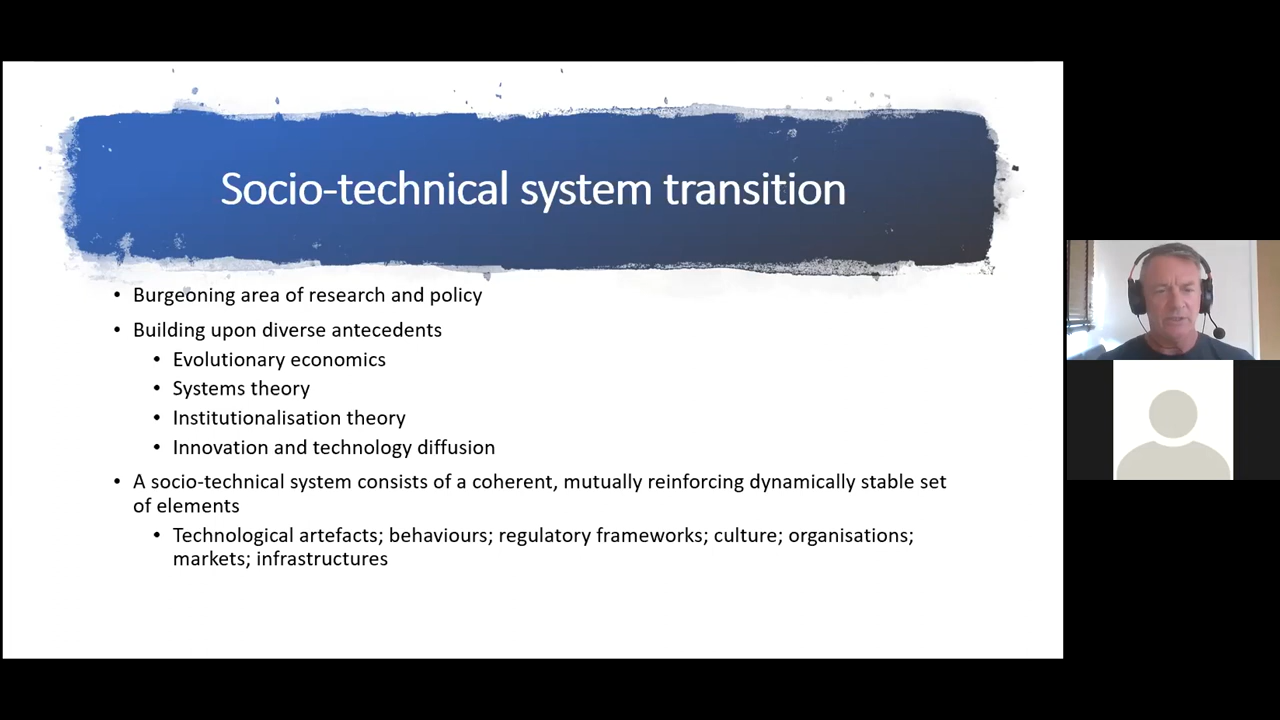 Socio-technical system transition
• Burgeoning area of research and policy
• Building upon diverse antecedents
• Evolutionary economics
• Systems theory
• Institutionalisation theory
• Innovation and technology diffusion
• A socio-technical system consists of a coherent, mutually reinforcing dynamically stable set
of elements
• Technological artefacts; behaviours; regulatory frameworks; culture; organisations;
markets; infrastructures